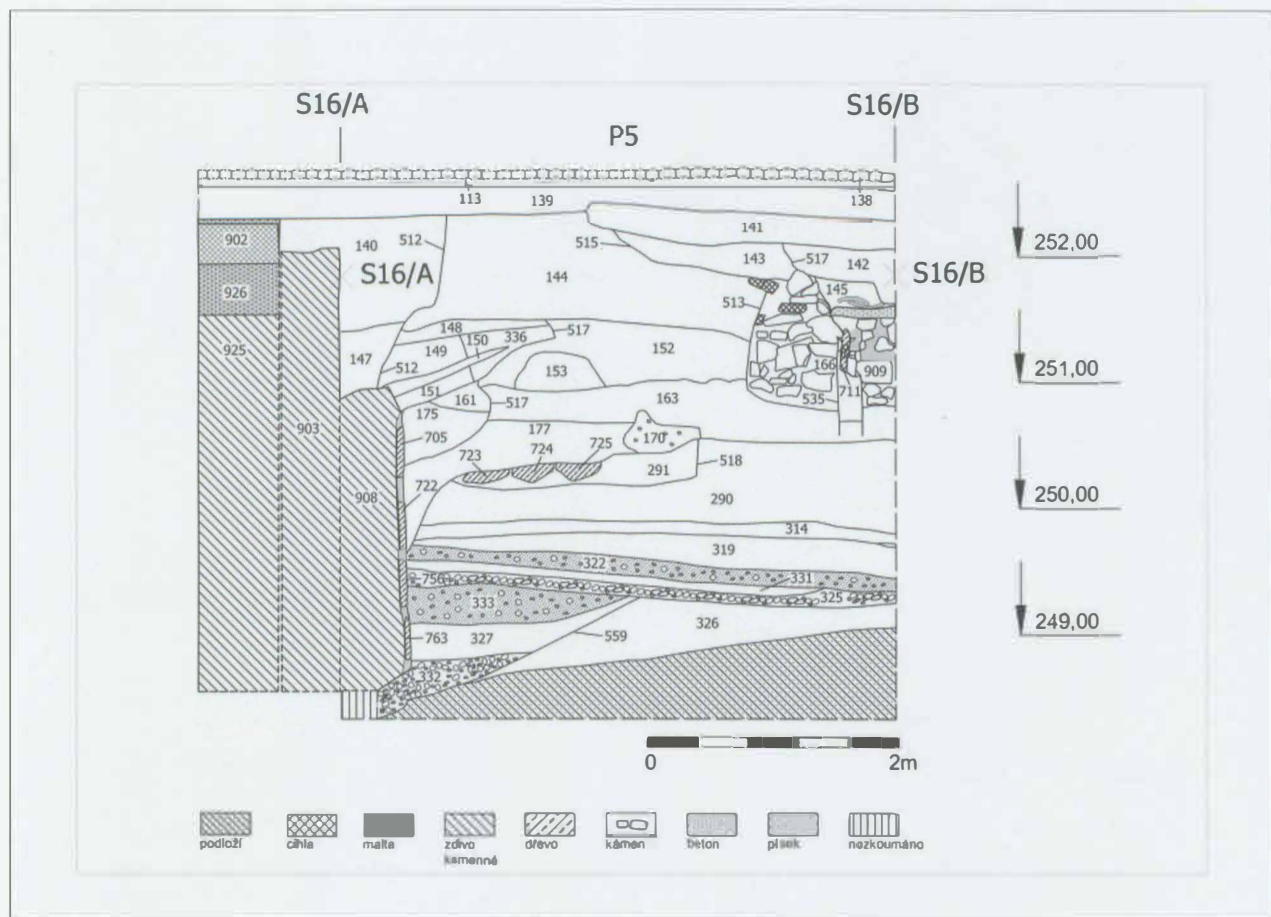 S16/A S16/B
P5
113 139 138
141
902 140 512 515 143 517 142 252,00
S16/A S16/B
144 145
926 513
148 336 517
925 147 149 150 152 251,00
512 153 166 909
151 535 711
175 161 517 163
903 705 177 170
723 724 725 518
908 722 291 250,00
290
314
319
322
756 331
333 325
763 327 559 326 249,00
332
0 2m
podloží cihla malta zdivo kamenné dřevo kámen beton písek nezkoumáno